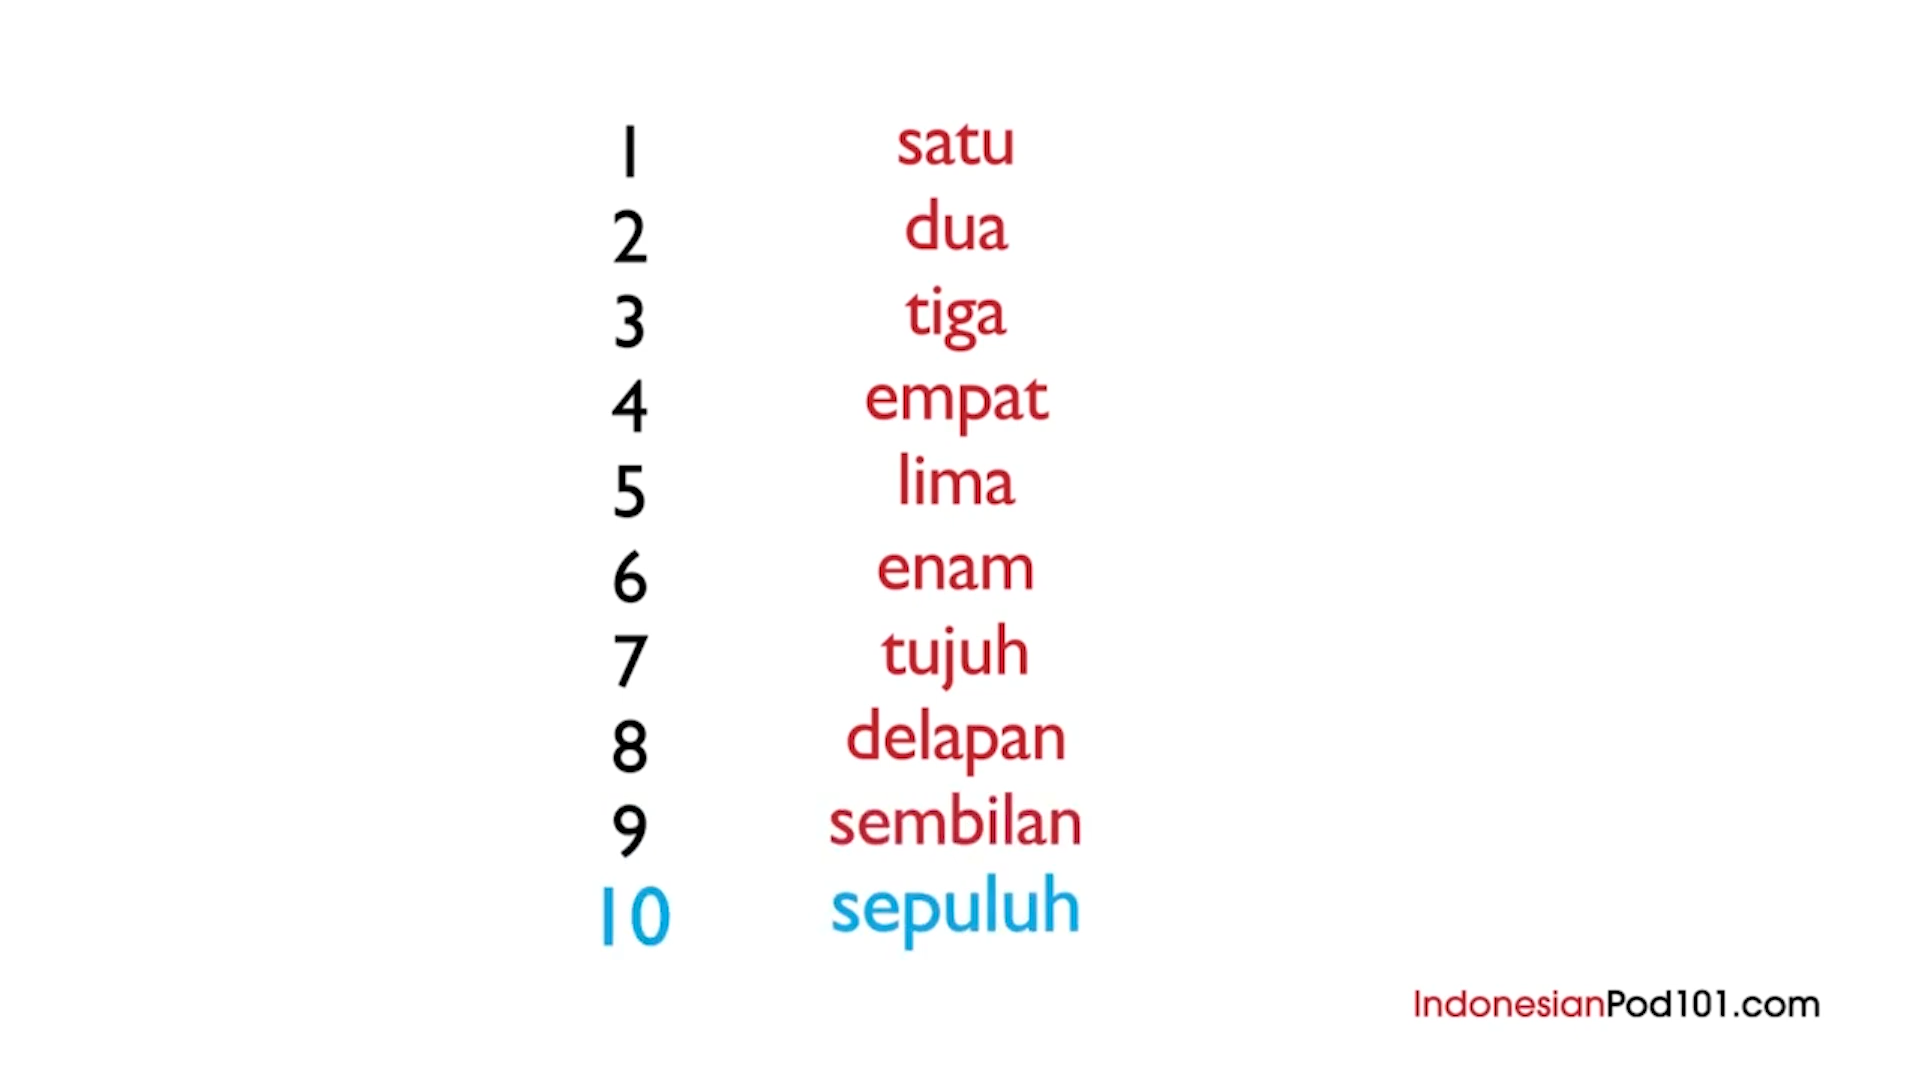 1 satu
2 dua
3 tiga
4 empat
5 lima
6 enam
7 tujuh
8 delapan
9 sembilan
10 sepuluh
IndonesianPod101.com